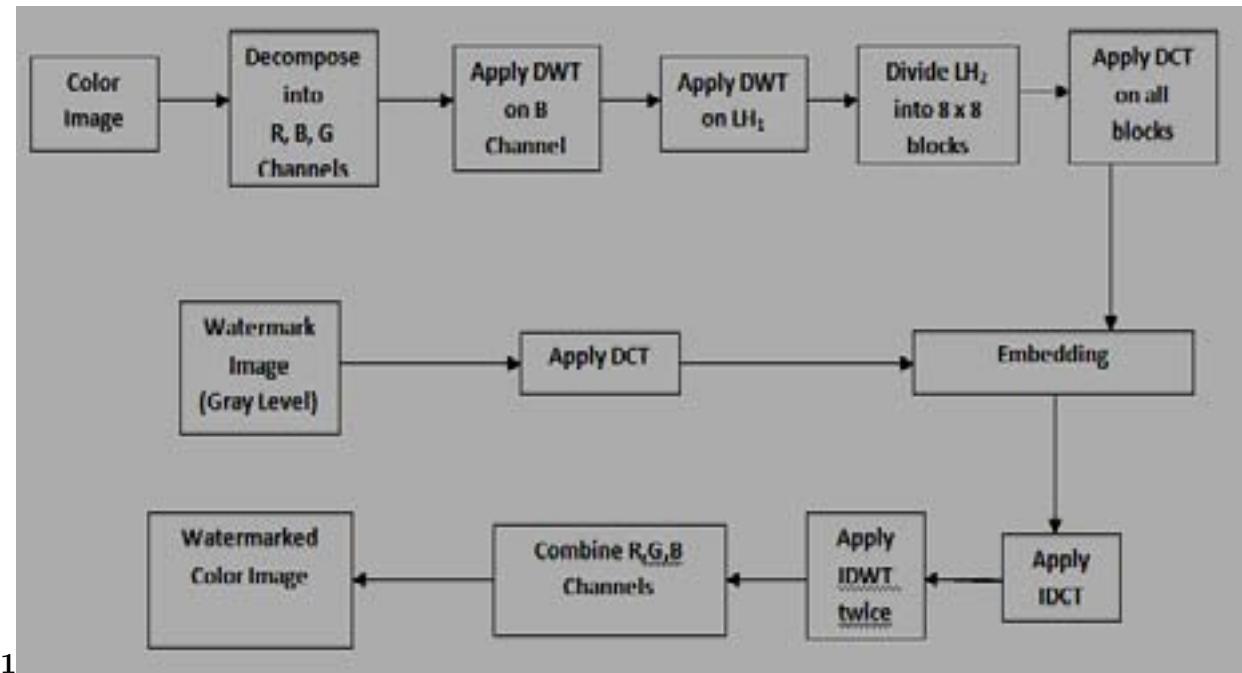 Color
Image
Decompose
into
R, B, G
Channels
Apply DWT
on B
Channel
Apply DWT
on LH₁
Divide LH₂
into 8 x 8
blocks
Apply DCT
on all
blocks
Watermark
Image
(Gray Level)
Apply DCT
Embedding
Watermarked
Color Image
Combine R,G,B
Channels
Apply
IDWT
twice
Apply
IDCT
1